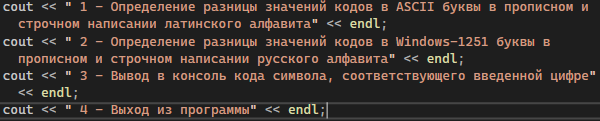 cout << " 1 – Определение разницы значений кодов в ASCII буквы в прописном и
строчном написании латинского алфавита" << endl;
cout << " 2 – Определение разницы значений кодов в Windows-1251 буквы в
прописном и строчном написании русского алфавита" << endl;
cout << " 3 – Вывод в консоль кода символа, соответствующего введенной цифре"
<< endl;
cout << " 4 – Выход из программы" << endl;